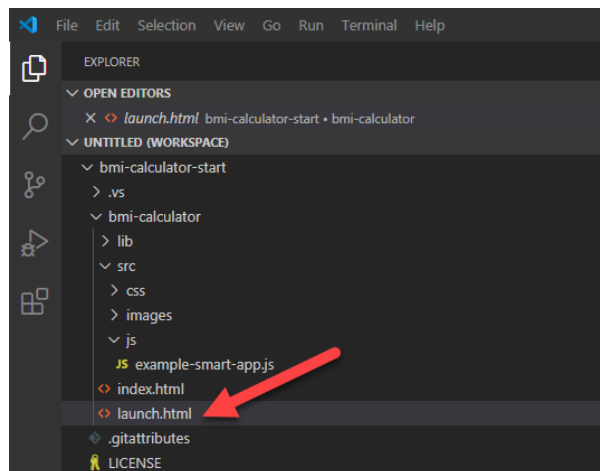 File Edit Selection View Go Run Terminal Help
EXPLORER
OPEN EDITORS
launch.html bmi-calculator-start • bmi-calculator
UNTITLED (WORKSPACE)
bmi-calculator-start
.vs
bmi-calculator
lib
src
css
images
js
JS example-smart-app.js
index.html
launch.html
.gitattributes
LICENSE